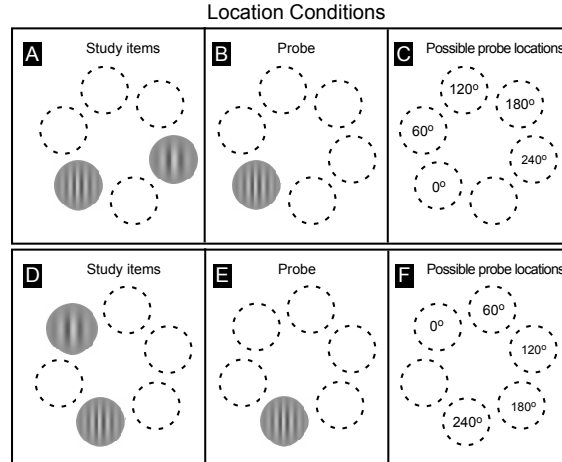 Location Conditions
A Study items
B Probe
C Possible probe locations
120º
180º
60º
240º
0º
D Study items
E Probe
F Possible probe locations
60º
0º
120º
180º
240º